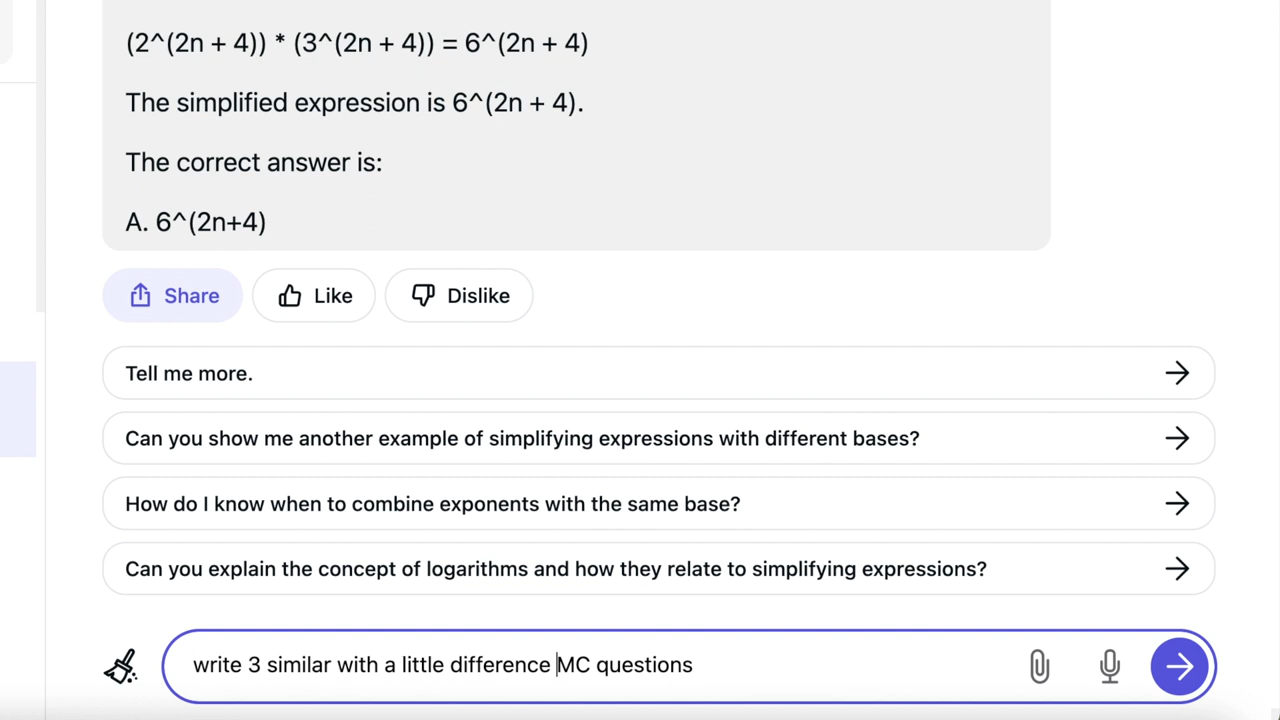 (2^(2n + 4)) * (3^(2n + 4)) = 6^(2n + 4)
The simplified expression is 6^(2n + 4).
The correct answer is:
A. 6^(2n+4)
Share
Like
Dislike
Tell me more.
Can you show me another example of simplifying expressions with different bases?
How do I know when to combine exponents with the same base?
Can you explain the concept of logarithms and how they relate to simplifying expressions?
write 3 similar with a little difference MC questions